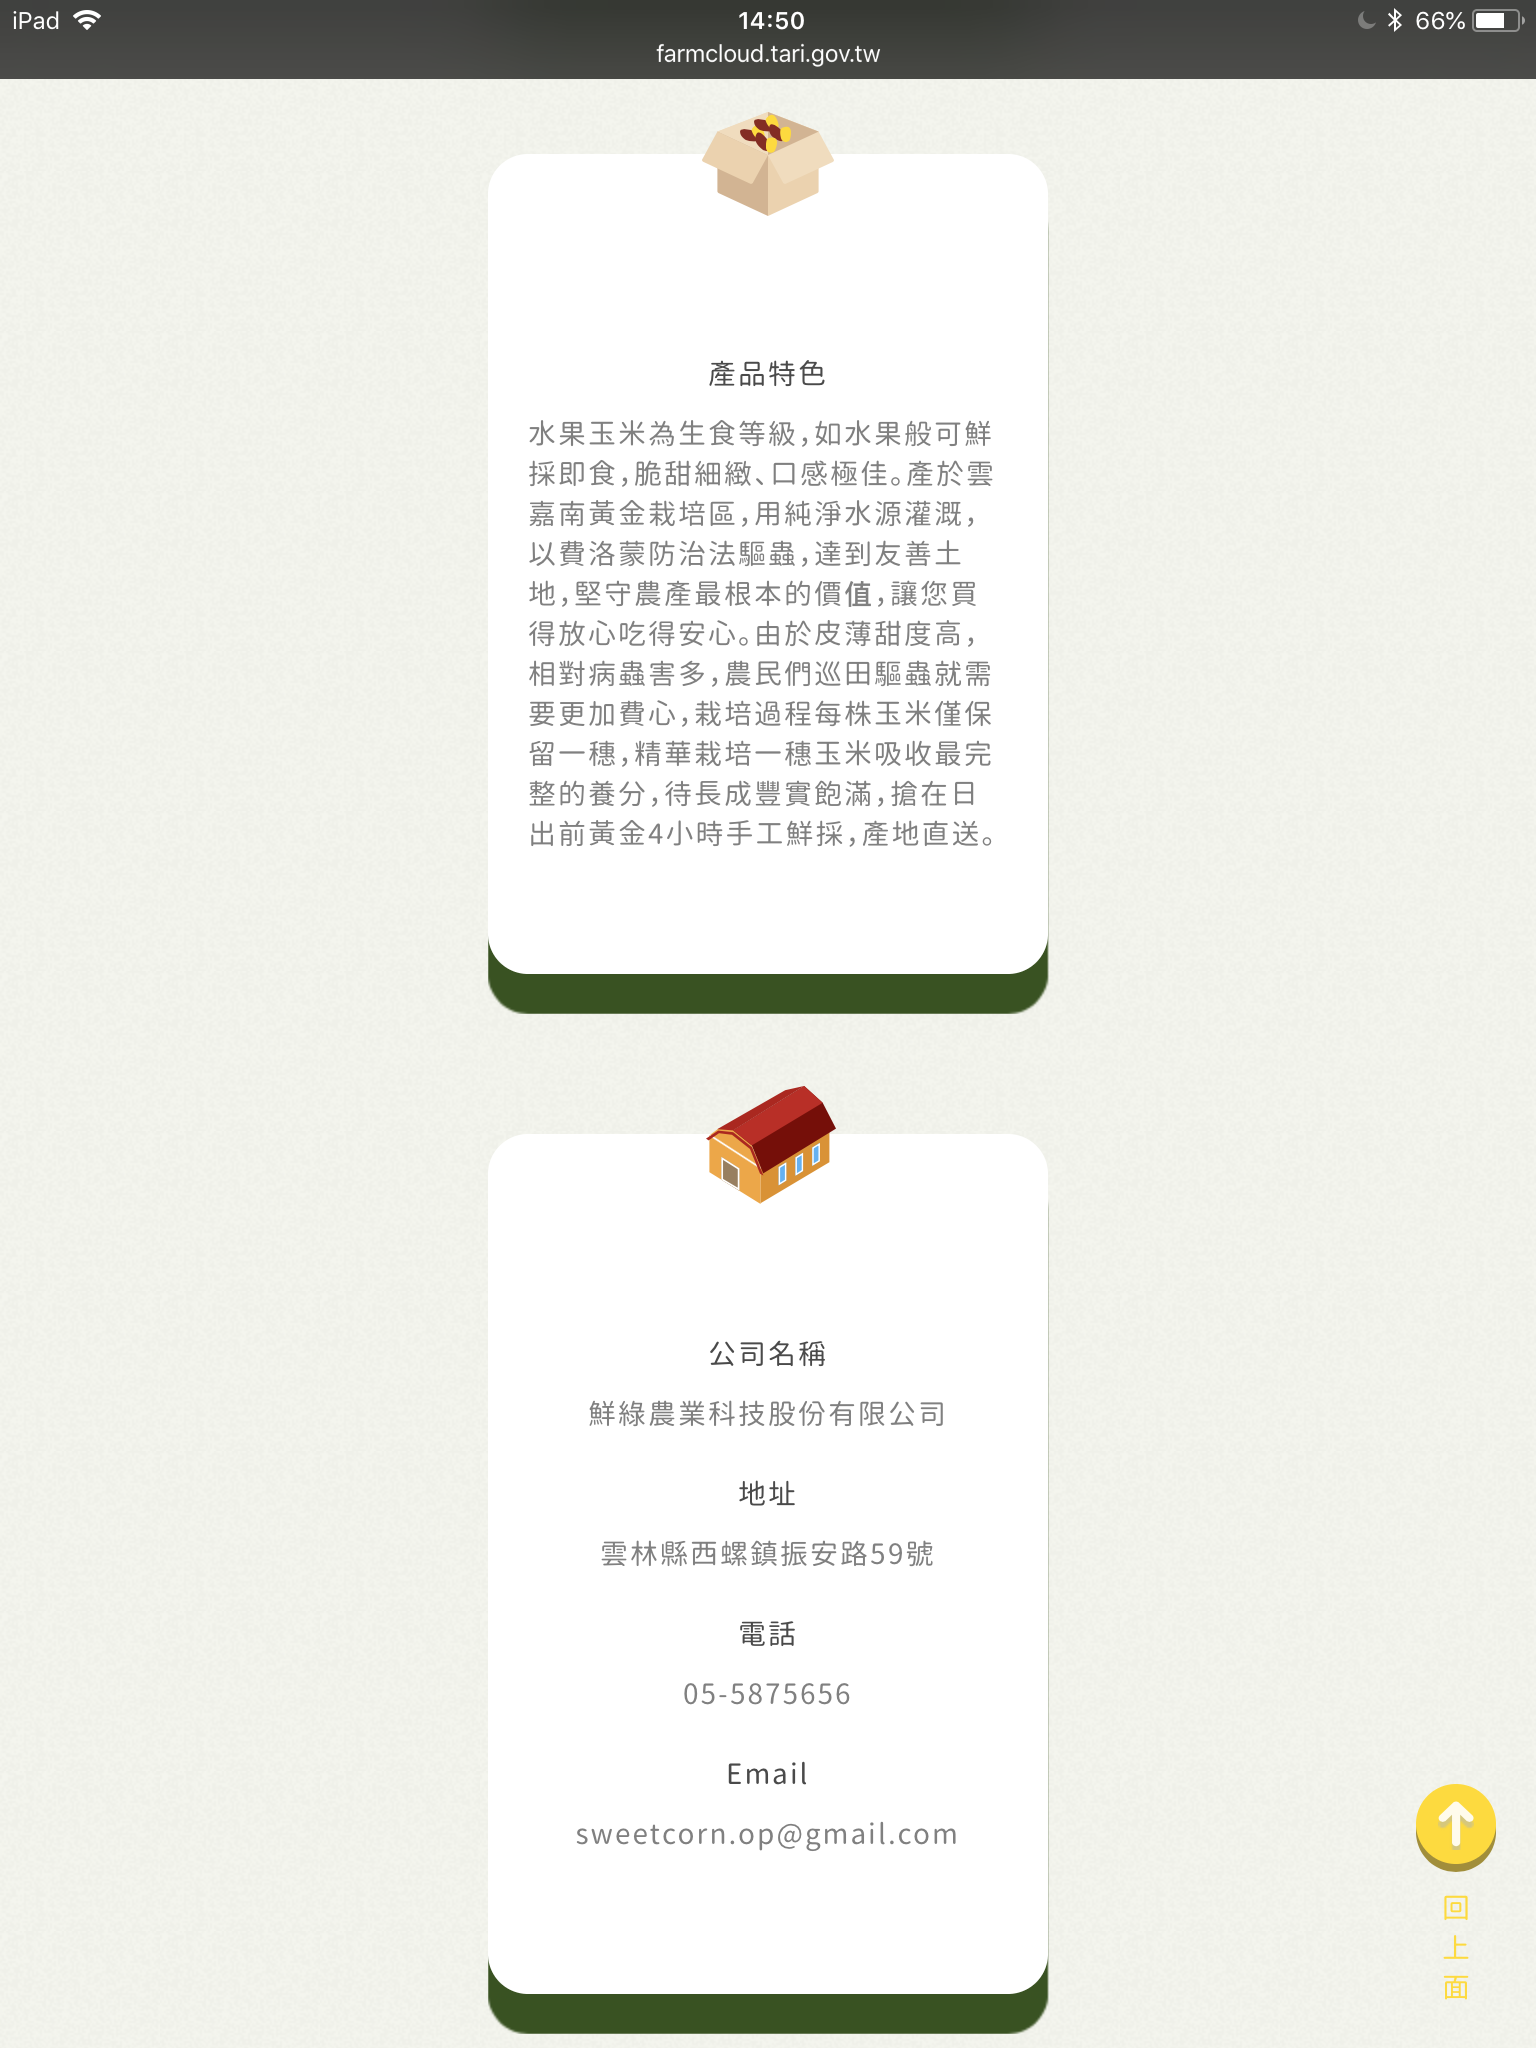 iPad
14:50
66%
farmcloud.tari.gov.tw
產品特色
水果玉米為生食等級，如水果般可鮮
採即食，脆甜細緻、口感極佳。產於雲
嘉南黃金栽培區，用純淨水源灌溉，
以費洛蒙防治法驅蟲，達到友善土
地，堅守農產最根本的價值，讓您買
得放心吃得安心。由於皮薄甜度高，
相對病蟲害多，農民們巡田驅蟲就需
要更加費心，栽培過程每株玉米僅保
留一穗，精華栽培一穗玉米吸收最完
整的養分，待長成豐實飽滿，搶在日
出前黃金4小時手工鮮採，產地直送。
公司名稱
鮮綠農業科技股份有限公司
地址
雲林縣西螺鎮振安路59號
電話
05-5875656
Email
sweetcorn.op@gmail.com
回
上
面